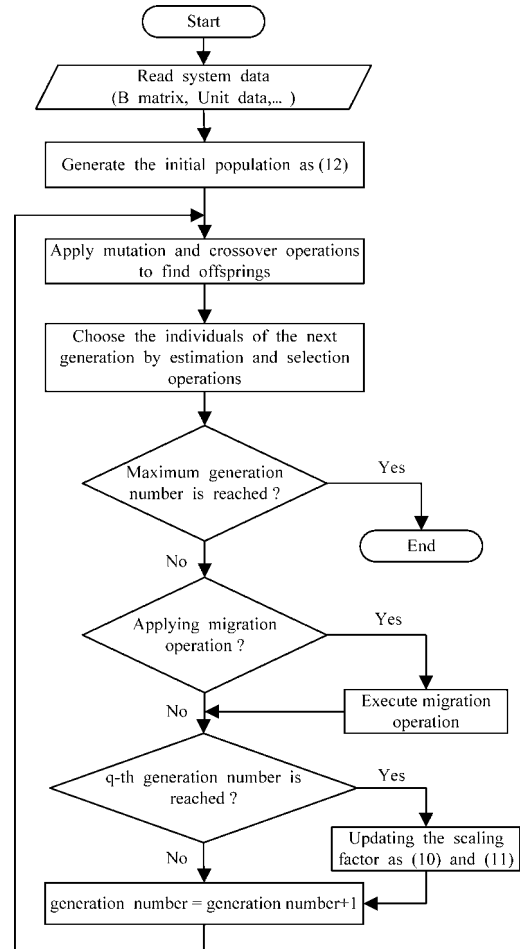 Start
Read system data
(B matrix, Unit data,... )
Generate the initial population as (12)
Apply mutation and crossover operations
to find offsprings
Choose the individuals of the next
generation by estimation and selection
operations
Maximum generation
number is reached ?
Yes
End
No
Applying migration
operation ?
Yes
Execute migration
operation
No
q-th generation number is
reached ?
Yes
Updating the scaling
factor as (10) and (11)
No
generation number = generation number+1